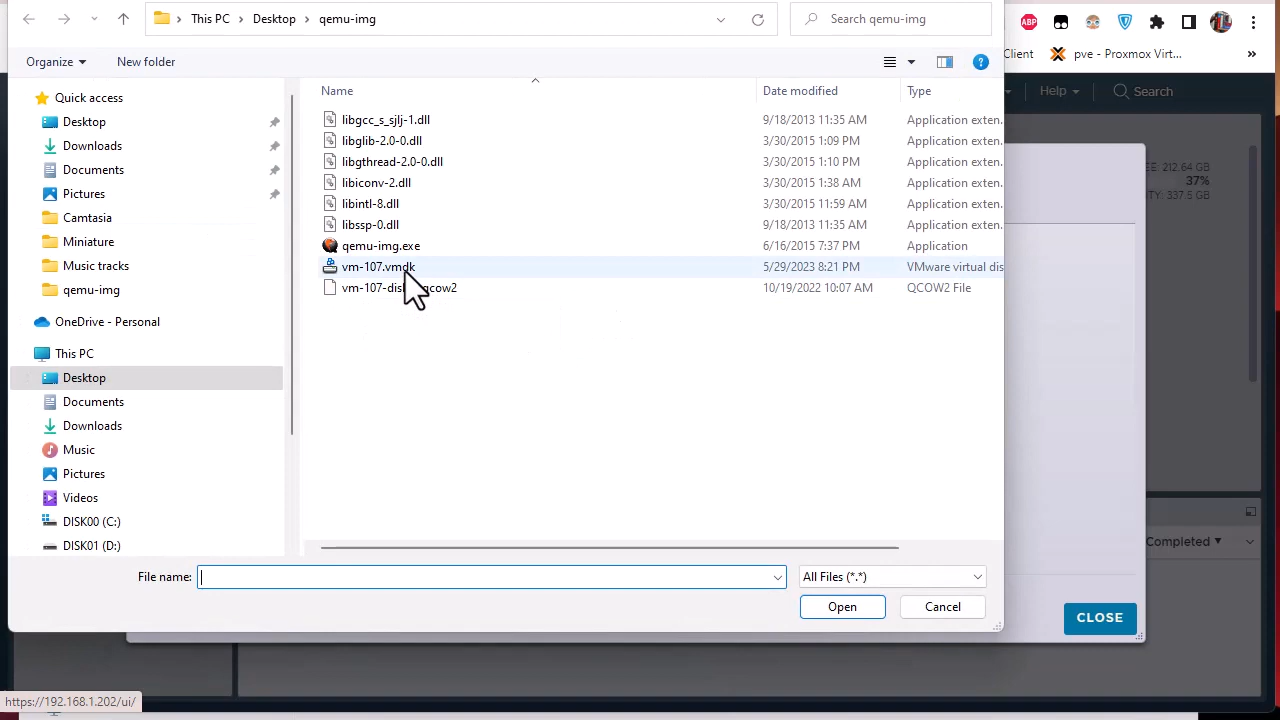 This PC > Desktop > qemu-img
Search qemu-img
ABP
Client
pve - Proxmox Virt...
»
Organize
New folder
Help
Search
Quick access
Desktop
Downloads
Documents
Pictures
Camtasia
Miniature
Music tracks
qemu-img
OneDrive - Personal
This PC
Desktop
Documents
Downloads
Music
Pictures
Videos
DISK00 (C:)
DISK01 (D:)
Name Date modified Type
libgcc_s_sjlj-1.dll 9/18/2013 11:35 AM Application exten.
libglib-2.0-0.dll 3/30/2015 1:09 PM Application exten.
libgthread-2.0-0.dll 3/30/2015 1:10 PM Application exten.
libiconv-2.dll 3/30/2015 1:38 AM Application exten.
libintl-8.dll 3/30/2015 11:59 AM Application exten.
libssp-0.dll 9/18/2013 11:35 AM Application exten.
qemu-img.exe 6/16/2015 7:37 PM Application
vm-107.vmdk 5/29/2023 8:21 PM VMware virtual dis
qcow2 10/19/2022 10:07 AM QCOW2 File
212.64 GB
37%
337.5 GB
Completed
File name:
All Files (*.*)
Open
Cancel
CLOSE
https://192.168.1.202/ui/